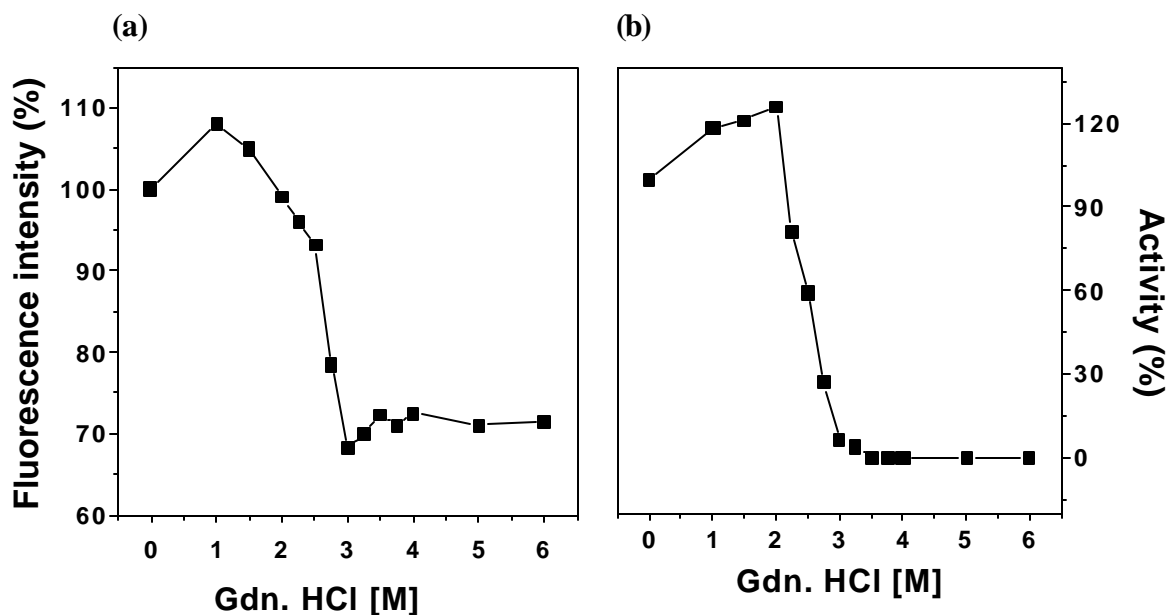 (a)
Fluorescence intensity (%)
110
100
90
80
70
60
0 1 2 3 4 5 6
Gdn. HCl [M]
(b)
120
90
60
30
0
Activity (%)
0 1 2 3 4 5 6
Gdn. HCl [M]